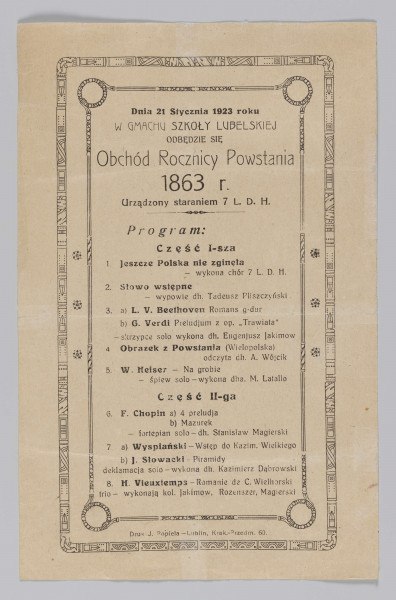 Dnia 21 Stycznia 1923 roku
W GMACHU SZKOŁY LUBELSKIEJ
ODBĘDZIE SIĘ
Obchód Rocznicy Powstania
1863 r.
Urządzony staraniem 7 L. D. H.
Program:
Część I-sza
1. Jeszcze Polska nie zginęła
– wykona chór 7 L. D. H.
2. Słowo wstępne
– wypowie dh. Tadeusz Pliszczyński
3. a) L. V. Beethoven Romans g-dur
b) G. Verdi Preludjum z op. „Trawiata"
– skrzypce solo wykona dh. Eugenjusz Jakimow
4 Obrazek z Powstania (Wielopolska)
odczyta dh. A. Wójcik
5. W. Heiser – Na grobie
– śpiew solo – wykona dha. M. Latallo
Część II-ga
6. F. Chopin a) 4 preludja
b) Mazurek
– fortepian solo – dh. Stanisław Magierski
7 a) Wyspiański – Wstęp do Kazim. Wielkiego
b) J. Słowacki – Piramidy
deklamacja solo – wykona dh. Kazimierz Dąbrowski
8. H. Vieuxtemps – Romanie de C. Wielhorski
trio – wykonają kol. Jakimow, Rozenszer, Magierski
Druk J. Popiela – Lublin, Krak.-Przedm. 60.